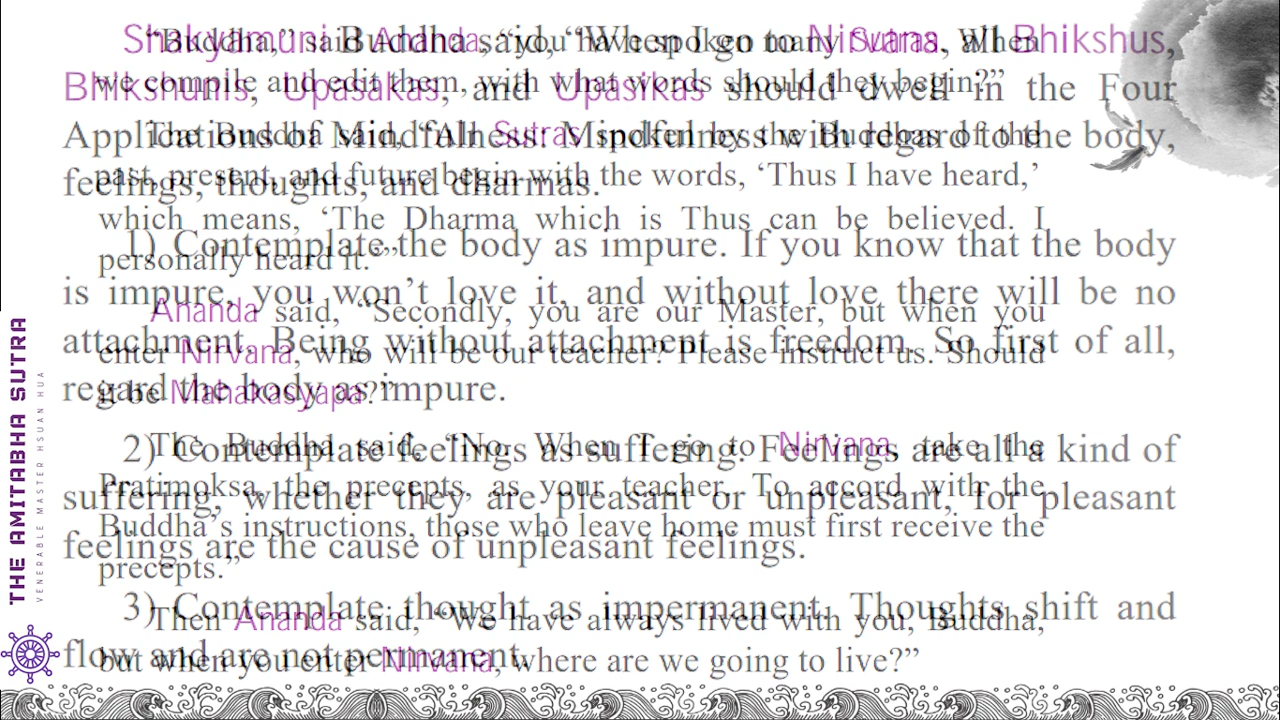 “Buddha,” said Ananda, “you have spoken many Sutras. When
we compile and edit them, with what words should they begin?”
The Buddha said, “All Sutras spoken by the Buddhas of the
past, present, and future begin with the words, ‘Thus I have heard,’
which means, ‘The Dharma which is Thus can be believed. I
personally heard it.’”
Ananda said, “Secondly, you are our Master, but when you
enter Nirvana, who will be our teacher? Please instruct us. Should
it be Mahakasyapa?”
The Buddha said, “No. When I go to Nirvana, take the
Pratimoksa, the precepts, as your teacher. To accord with the
Buddha’s instructions, those who leave home must first receive the
precepts.”
Then Ananda said, “We have always lived with you, Buddha,
but when you enter Nirvana, where are we going to live?”
Shakyamuni Buddha said, “When I go to Nirvana, all Bhikshus,
Bhikshunis, Upasakas, and Upasikas should dwell in the Four
Applications of Mindfulness: Mindfulness with regard to the body,
feelings, thoughts, and dharmas.
1) Contemplate the body as impure. If you know that the body
is impure, you won’t love it, and without love there will be no
attachment. Being without attachment is freedom. So first of all,
regard the body as impure.
2) Contemplate feelings as suffering. Feelings are all a kind of
suffering, whether they are pleasant or unpleasant, for pleasant
feelings are the cause of unpleasant feelings.
3) Contemplate thought as impermanent. Thoughts shift and
flow and are not permanent.
THE AMITABHA SUTRA
VENERABLE MASTER HSUAN HUA